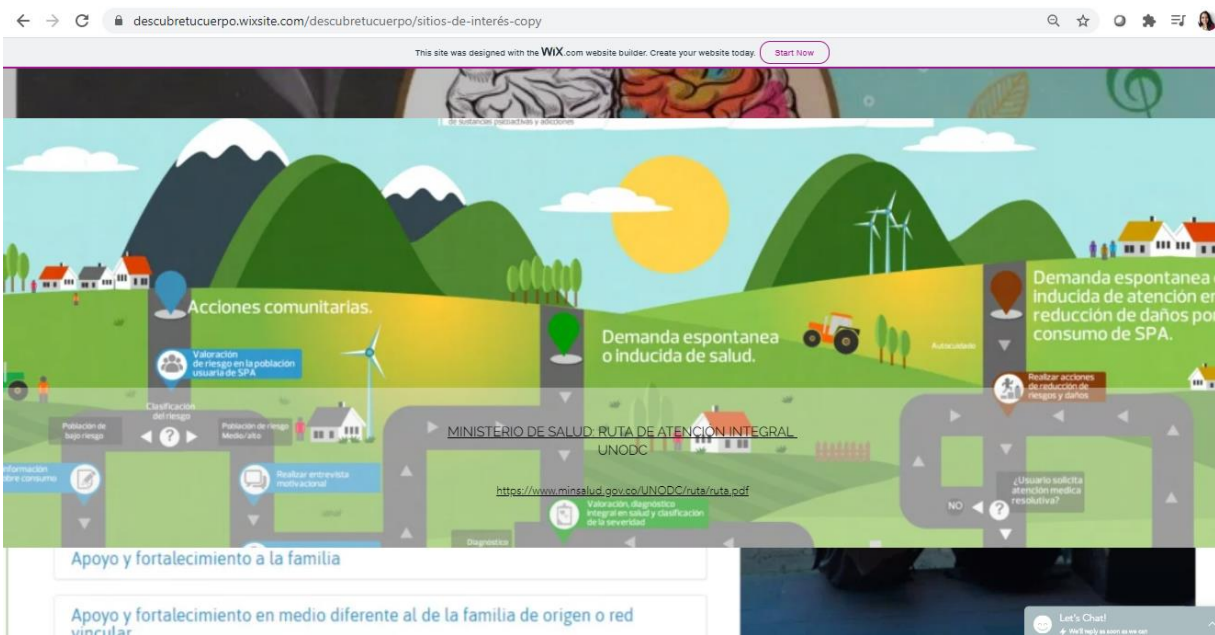 descubretucuerpo.wixsite.com/descubretucuerpo/sitios-de-interés-copy
This site was designed with the WiX.com website builder. Create your website today.
Start Now
de sustancias psicoactivas y adicciones
Acciones comunitarias.
Valoración
de riesgo en la población
usuaria de SPA
Clasificación
del riesgo
Población de
bajo riesgo
Población de riesgo
Medio/alto
Información
sobre consumo
Realizar entrevista
motivacional
Demanda espontanea
o inducida de salud.
MINISTERIO DE SALUD: RUTA DE ATENCIÓN INTEGRAL
UNODC
https://www.minsalud.gov.co/UNODC/ruta/ruta.pdf
Valoración, diagnóstico
integral en salud y clasificación
de la severidad
Diagnostico
Demanda espontanea
inducida de atención en
reducción de daños por
consumo de SPA.
Autocuidado
Realizar acciones
de reducción de
riesgos y daños
¿Usuario solicita
atención medica
resolutiva?
NO
Apoyo y fortalecimiento a la familia
Apoyo y fortalecimiento en medio diferente al de la familia de origen o red
vincular
Let's Chat!
We'll reply as soon as we can